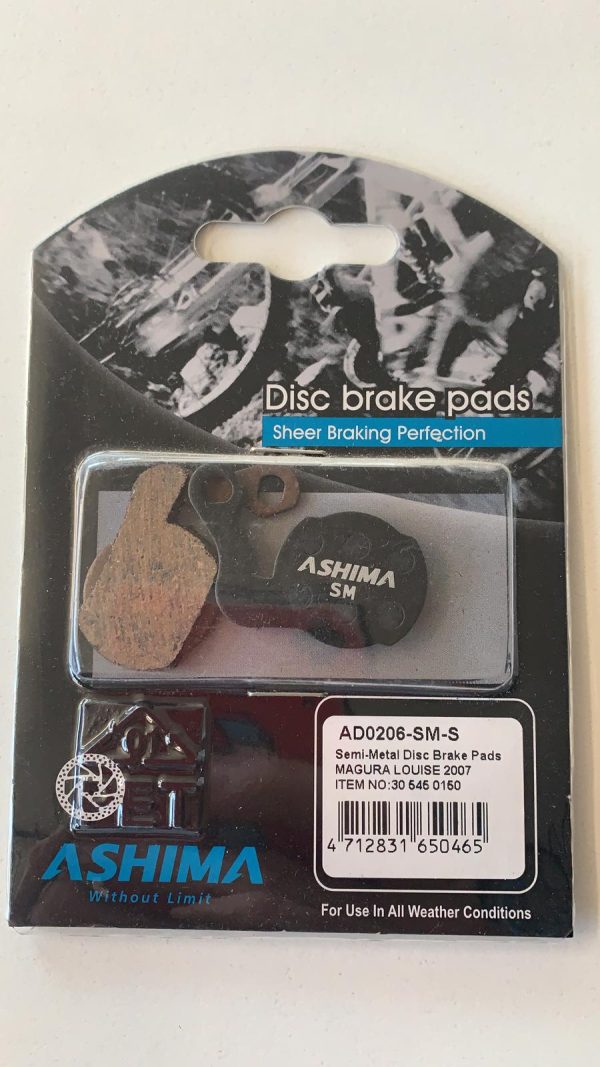 Disc brake pads
Sheer Braking Perfection
ASHIMA
SM
AD0206-SM-S
Semi-Metal Disc Brake Pads
MAGURA LOUISE 2007
ITEM NO:30 545 0150
4 712831 650465
ASHIMA
Without Limit
For Use In All Weather Conditions